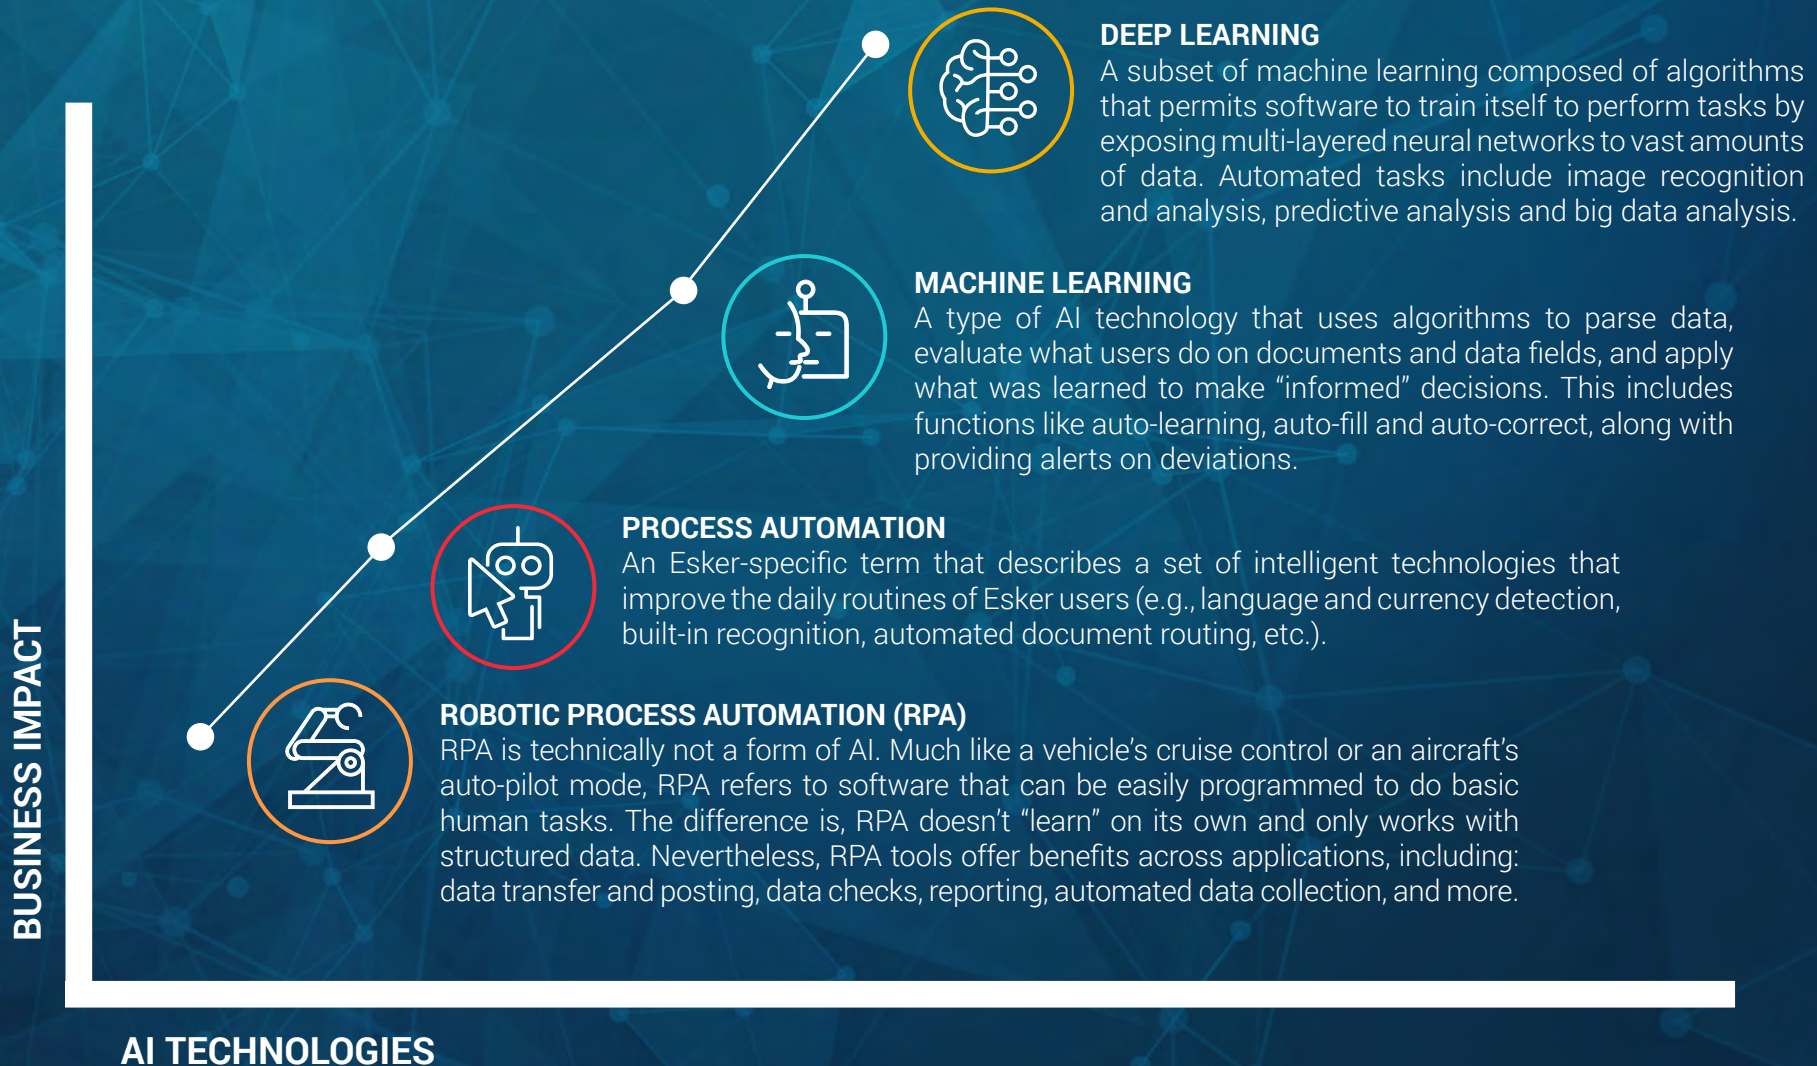 DEEP LEARNING
A subset of machine learning composed of algorithms
that permits software to train itself to perform tasks by
exposing multi-layered neural networks to vast amounts
of data. Automated tasks include image recognition
and analysis, predictive analysis and big data analysis.
MACHINE LEARNING
A type of AI technology that uses algorithms to parse data,
evaluate what users do on documents and data fields, and apply
what was learned to make “informed” decisions. This includes
functions like auto-learning, auto-fill and auto-correct, along with
providing alerts on deviations.
PROCESS AUTOMATION
An Esker-specific term that describes a set of intelligent technologies that
improve the daily routines of Esker users (e.g., language and currency detection,
built-in recognition, automated document routing, etc.).
ROBOTIC PROCESS AUTOMATION (RPA)
RPA is technically not a form of AI. Much like a vehicle’s cruise control or an aircraft’s
auto-pilot mode, RPA refers to software that can be easily programmed to do basic
human tasks. The difference is, RPA doesn’t “learn” on its own and only works with
structured data. Nevertheless, RPA tools offer benefits across applications, including:
data transfer and posting, data checks, reporting, automated data collection, and more.
BUSINESS IMPACT
AI TECHNOLOGIES